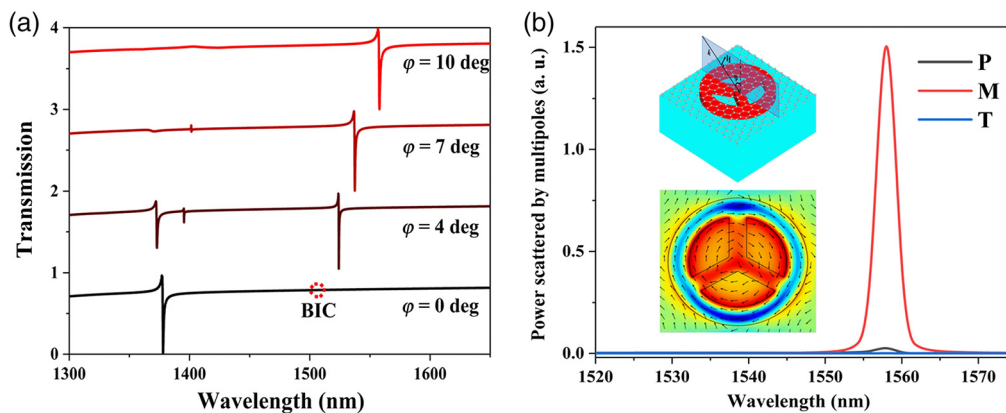 (a)
Transmission
4
3
2
1
0
φ = 10 deg
φ = 7 deg
φ = 4 deg
φ = 0 deg
BIC
1300
1400
1500
1600
Wavelength (nm)
(b)
Power scattered by multipoles (a. u.)
1.5
1.0
0.5
0.0
P
M
T
1520
1530
1540
1550
1560
1570
Wavelength (nm)